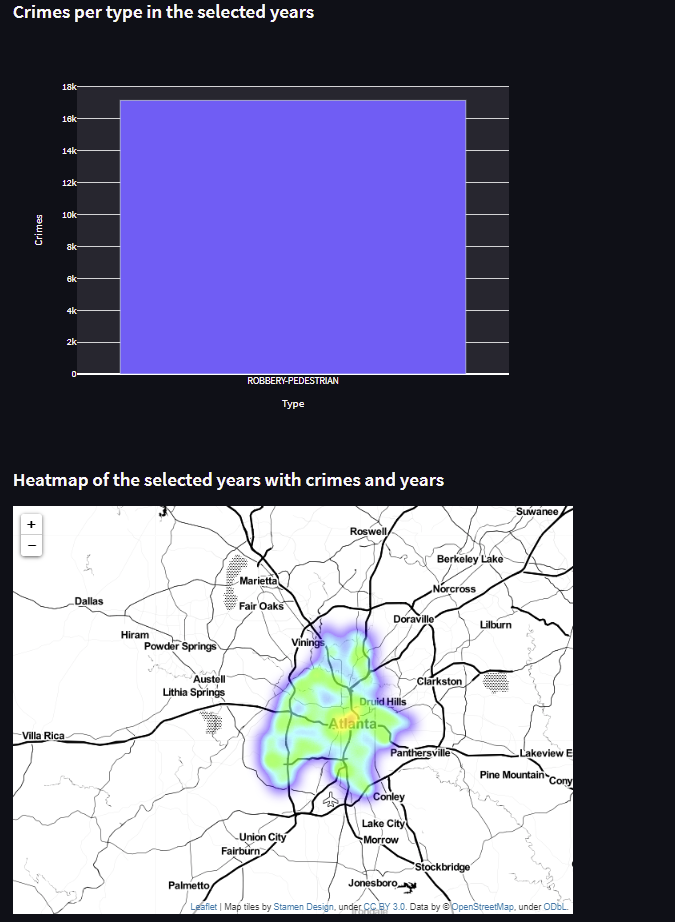 Crimes per type in the selected years
18k
16k
14k
12k
10k
8k
6k
4k
2k
0
Crimes
ROBBERY-PEDESTRIAN
Type
Heatmap of the selected years with crimes and years
+
−
Suwanee
Roswell
Berkeley Lake
Marietta
Norcross
Dallas
Fair Oaks
Doraville
Lilburn
Hiram
Vinings
Powder Springs
Austell
Clarkston
Lithia Springs
Druid Hills
Atlanta
Villa Rica
Panthersville
Lakeview E
Pine Mountain
Cony
Conley
Lake City
Union City
Morrow
Fairburn
Stockbridge
Palmetto
Jonesboro
Leaflet | Map tiles by Stamen Design, under CC BY 3.0. Data by © OpenStreetMap, under ODbL.